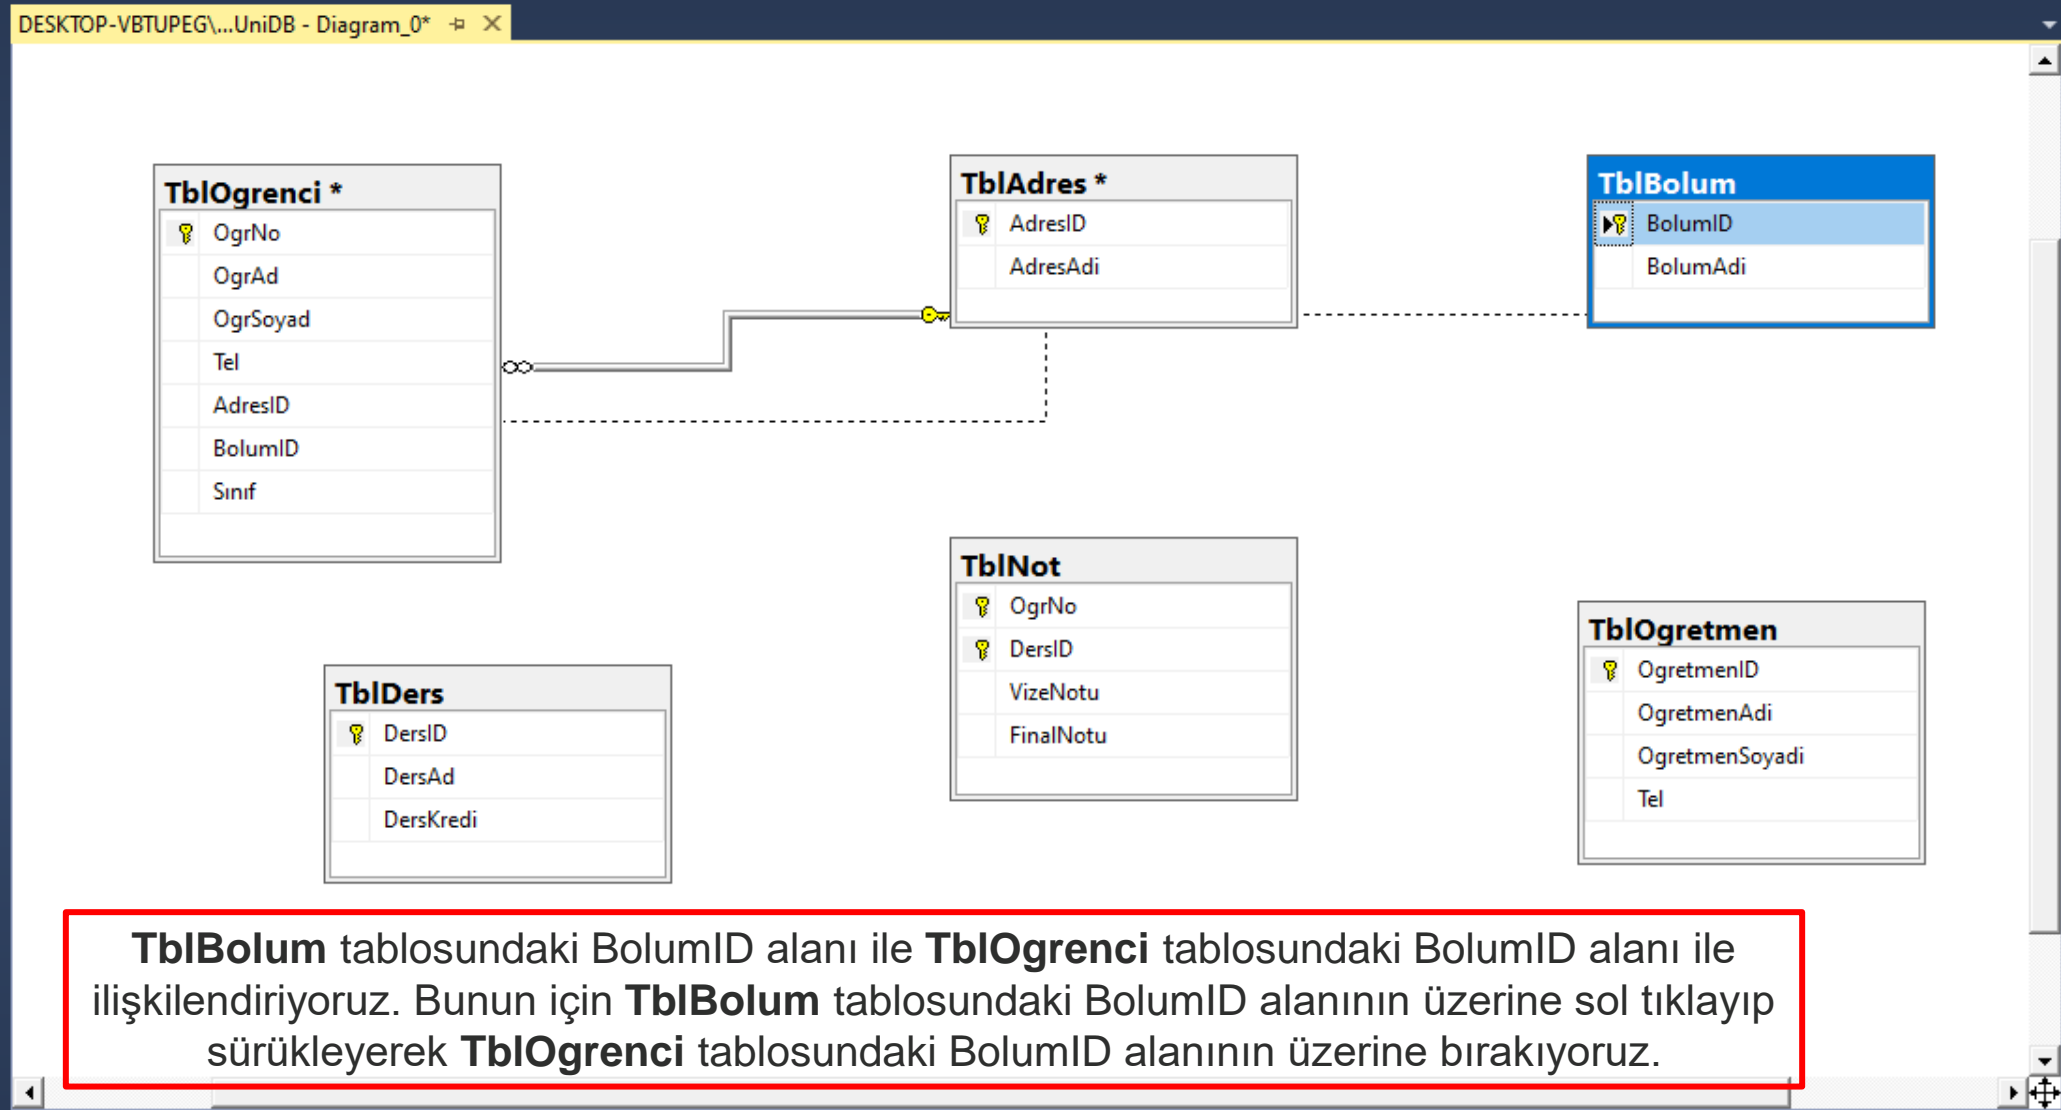 DESKTOP-VBTUPEG\...UniDB - Diagram_0*
TblOgrenci *
OgrNo
OgrAd
OgrSoyad
Tel
AdresID
BolumID
Sınıf
TblAdres *
AdresID
AdresAdi
TblBolum
BolumID
BolumAdi
TblNot
OgrNo
DersID
VizeNotu
FinalNotu
TblOgretmen
OgretmenID
OgretmenAdi
OgretmenSoyadi
Tel
TblDers
DersID
DersAd
DersKredi
TblBolum tablosundaki BolumID alanı ile TblOgrenci tablosundaki BolumID alanı ile
ilişkilendiriyoruz. Bunun için TblBolum tablosundaki BolumID alanının üzerine sol tıklayıp
sürükleyerek TblOgrenci tablosundaki BolumID alanının üzerine bırakıyoruz.